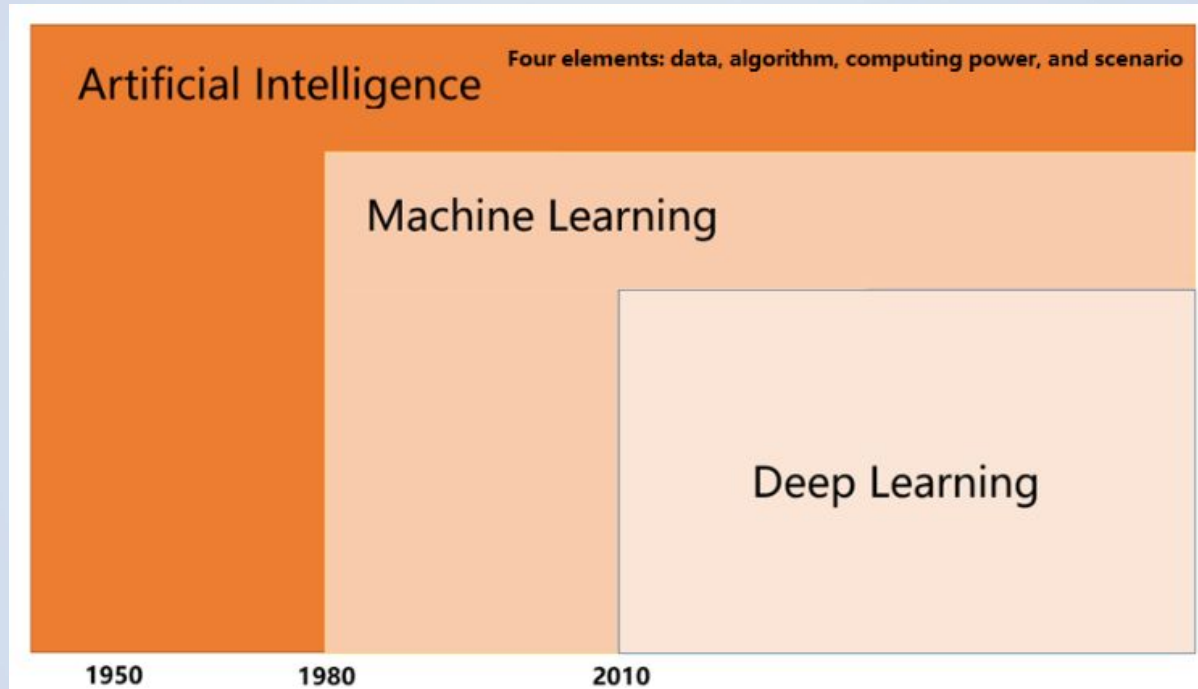 Four elements: data, algorithm, computing power, and scenario
Artificial Intelligence
Machine Learning
Deep Learning
1950 1980 2010